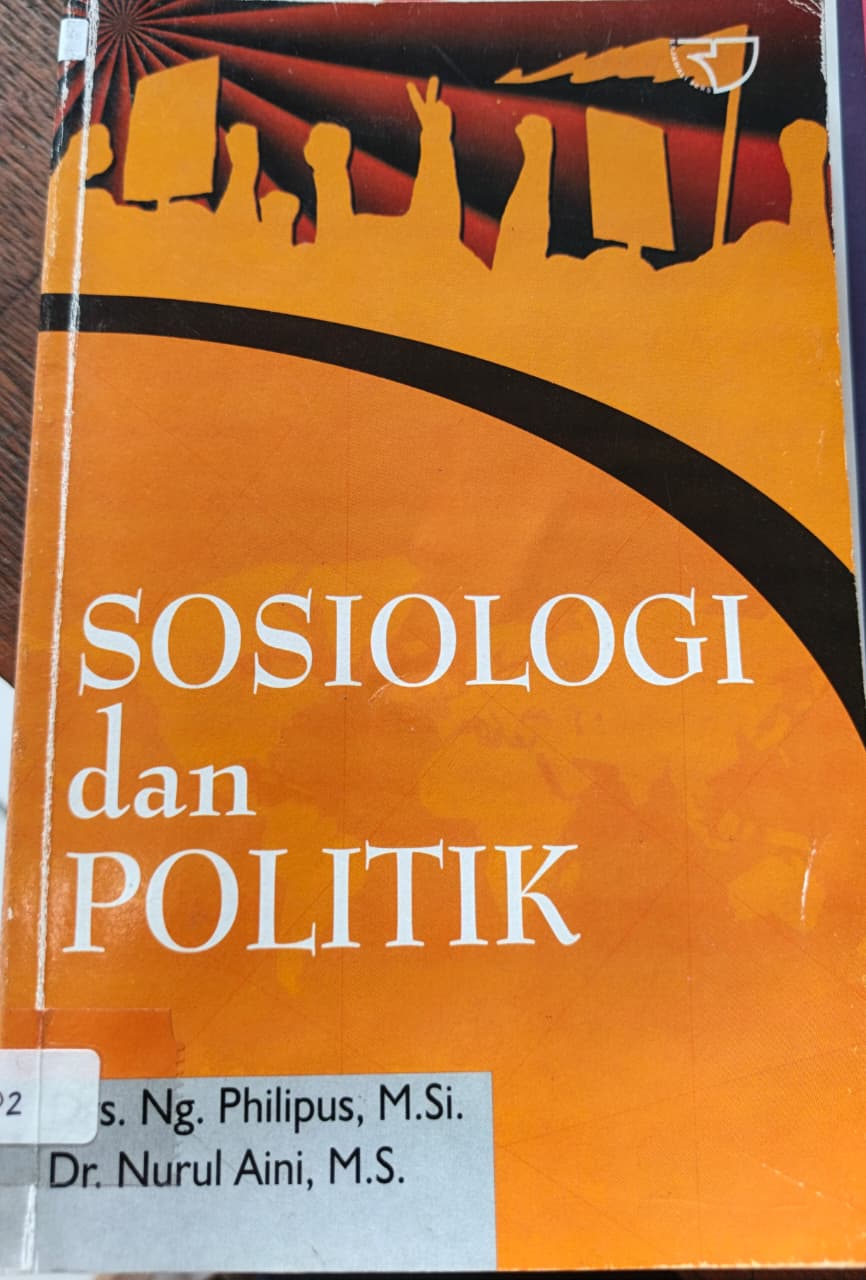 SOSIOLOGI
dan
POLITIK
s. Ng. Philipus, M.Si.
Dr. Nurul Aini, M.S.